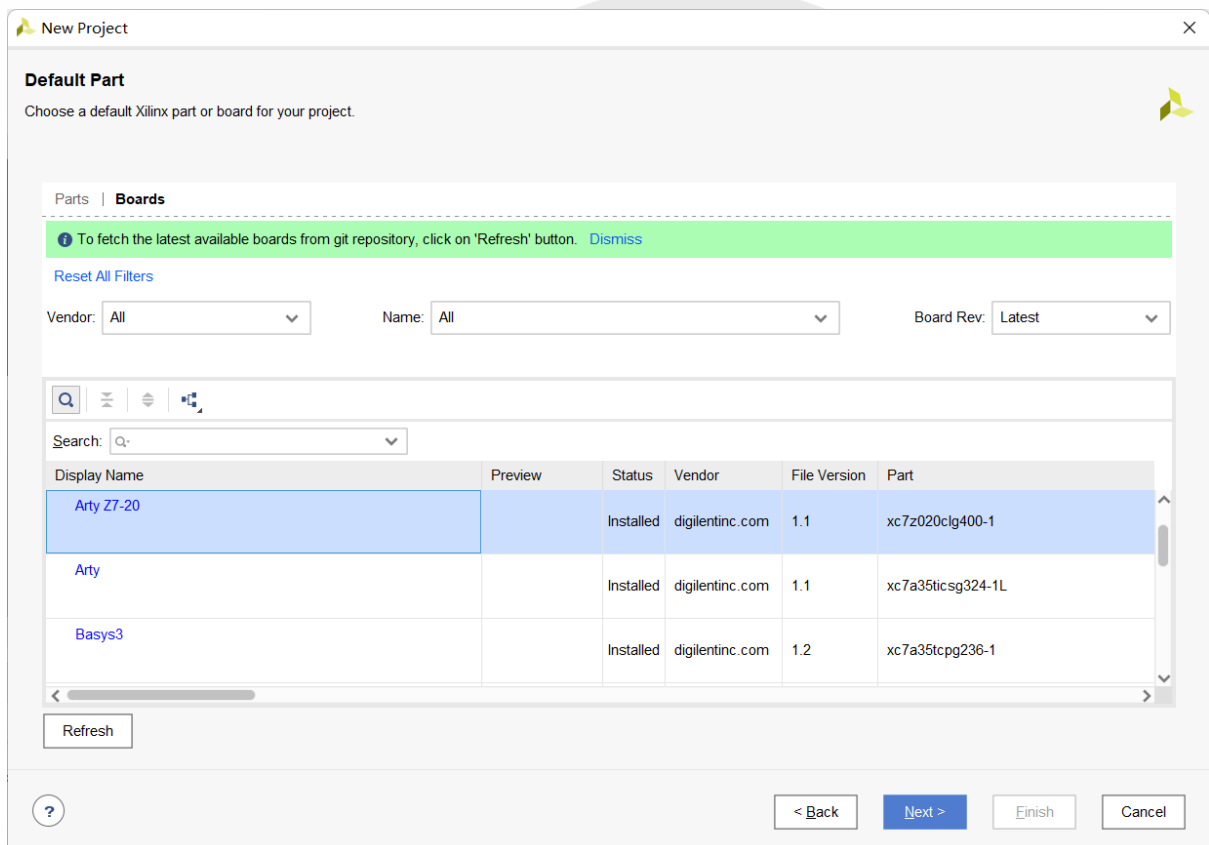 New Project
Default Part
Choose a default Xilinx part or board for your project.
Parts | Boards
To fetch the latest available boards from git repository, click on 'Refresh' button. Dismiss
Reset All Filters
Vendor: All Name: All Board Rev: Latest
Search:
Display Name Preview Status Vendor File Version Part
Arty Z7-20 Installed digilentinc.com 1.1 xc7z020clg400-1
Arty Installed digilentinc.com 1.1 xc7a35ticsg324-1L
Basys3 Installed digilentinc.com 1.2 xc7a35tcpg236-1
Refresh
? < Back Next > Finish Cancel